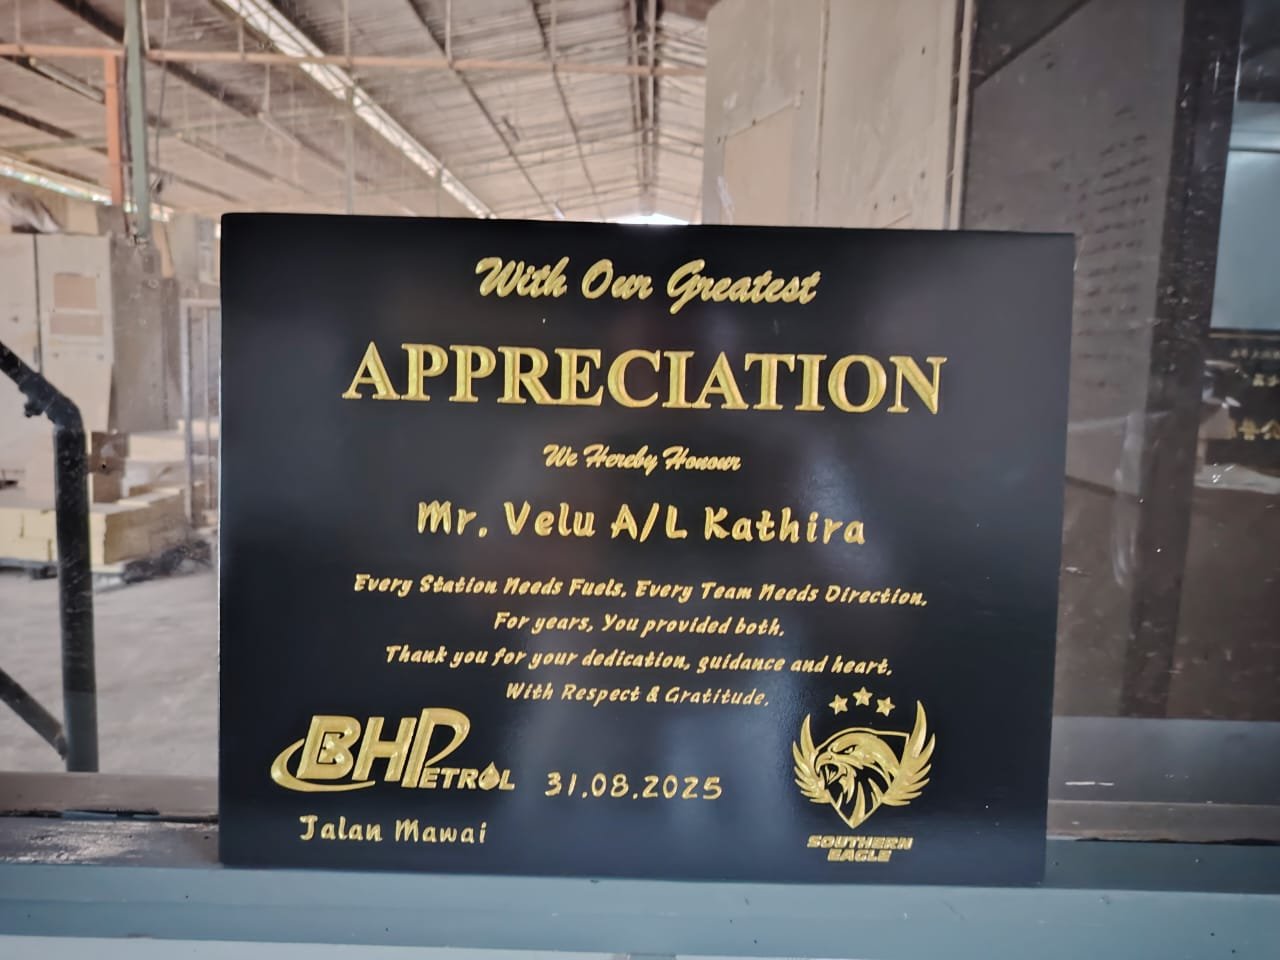 With Our Greatest
APPRECIATION
We Hereby Honour
Mr. Velu A/L Kathira
Every Station Needs Fuels. Every Team Needs Direction.
For years, You provided both.
Thank you for your dedication, guidance and heart.
With Respect & Gratitude.
BHPETROL
31.08.2025
Jalan Mawai
SOUTHERN
EAGLE